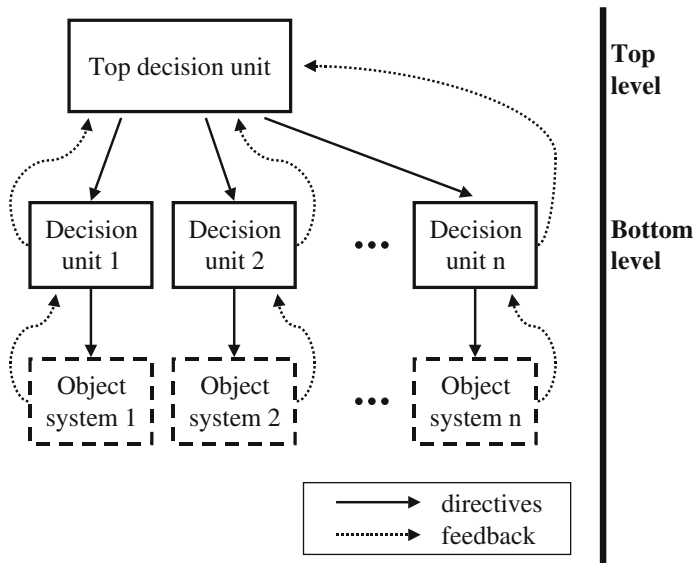 Top decision unit
Top
level
Decision
unit 1
Decision
unit 2
•••
Decision
unit n
Bottom
level
Object
system 1
Object
system 2
•••
Object
system n
directives
feedback